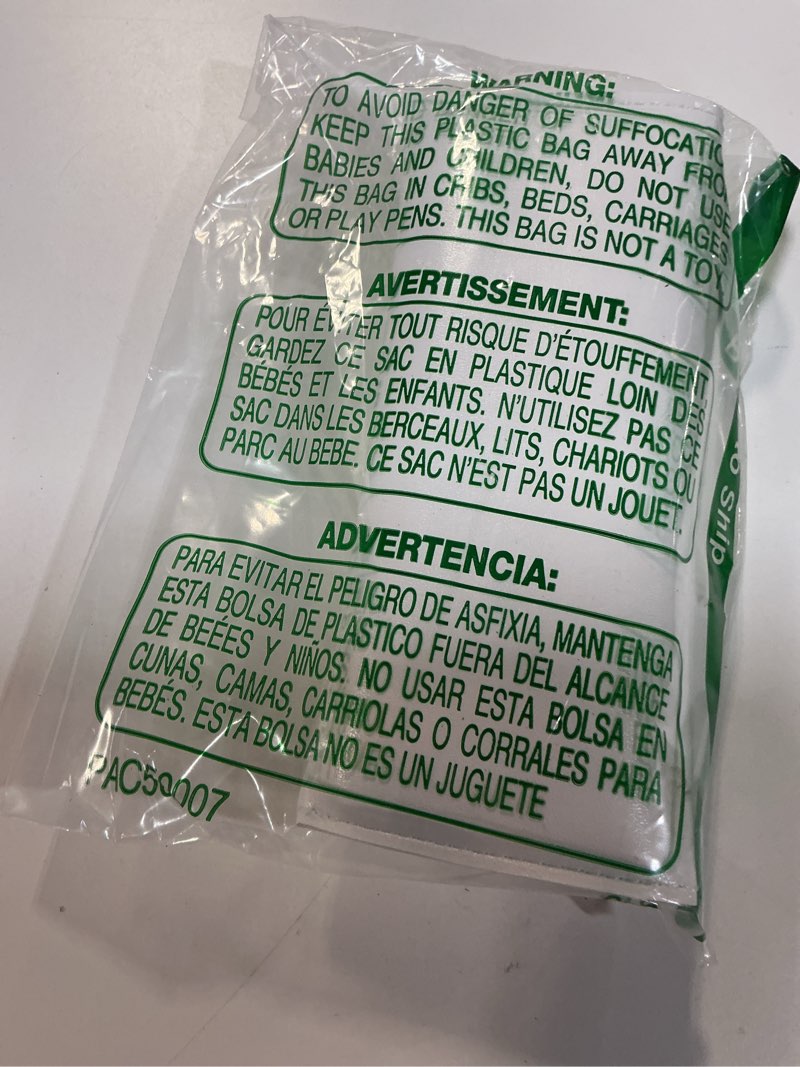 WARNING:
TO AVOID DANGER OF SUFFOCATIO
KEEP THIS PLASTIC BAG AWAY FRO
BABIES AND CHILDREN, DO NOT USE
THIS BAG IN CRIBS, BEDS, CARRIAGES
OR PLAY PENS. THIS BAG IS NOT A TOY
AVERTISSEMENT:
POUR ÉVITER TOUT RISQUE D'ÉTOUFFEMENT,
GARDEZ CE SAC EN PLASTIQUE LOIN DES
BÉBÉS ET LES ENFANTS. N'UTILISEZ PAS CE
SAC DANS LES BERCEAUX, LITS, CHARIOTS OU
PARC AU BEBE. CE SAC N'EST PAS UN JOUET.
ADVERTENCIA:
PARA EVITAR EL PELIGRO DE ASFIXIA, MANTENGA
ESTA BOLSA DE PLASTICO FUERA DEL ALCANCE
DE BEÉES Y NIÑOS. NO USAR ESTA BOLSA EN
CUNAS, CAMAS, CARRIOLAS O CORRALES PARA
BEBÉS. ESTA BOLSA NO ES UN JUGUETE
PAC50007
to Ship